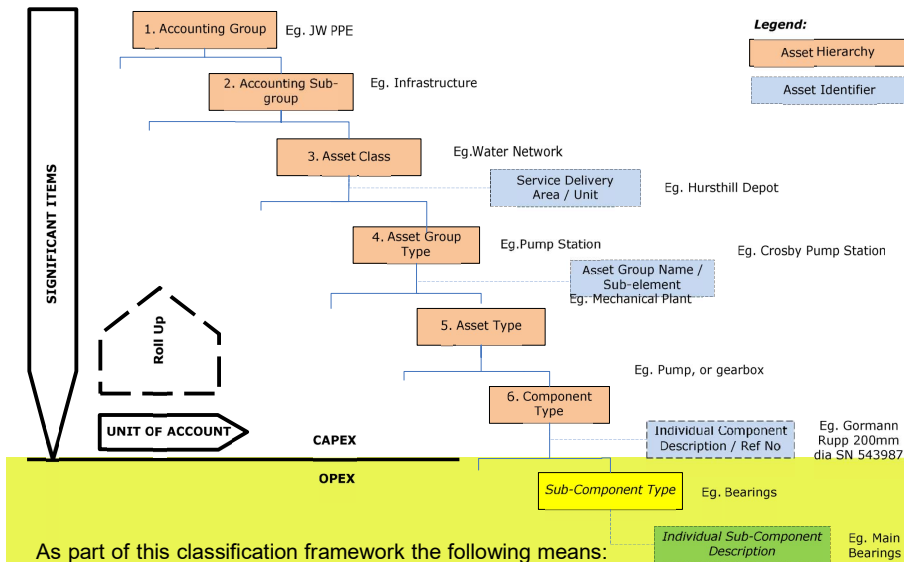 1. Accounting Group
Eg. JW PPE
Legend:
Asset Hierarchy
Asset Identifier
2. Accounting Sub-
group
Eg. Infrastructure
3. Asset Class
Eg.Water Network
Service Delivery
Area / Unit
Eg. Hursthill Depot
4. Asset Group
Type
Eg.Pump Station
Eg. Crosby Pump Station
Asset Group Name /
Sub-element
Eg. Mechanical Plant
5. Asset Type
SIGNIFICANT ITEMS
Roll Up
Eg. Pump, or gearbox
6. Component
Type
UNIT OF ACCOUNT
CAPEX
Individual Component
Description / Ref No
Eg. Gormann
Rupp 200mm
dia SN 543987
OPEX
Sub-Component Type
Eg. Bearings
Individual Sub-Component
Description
Eg. Main
Bearings
As part of this classification framework the following means: